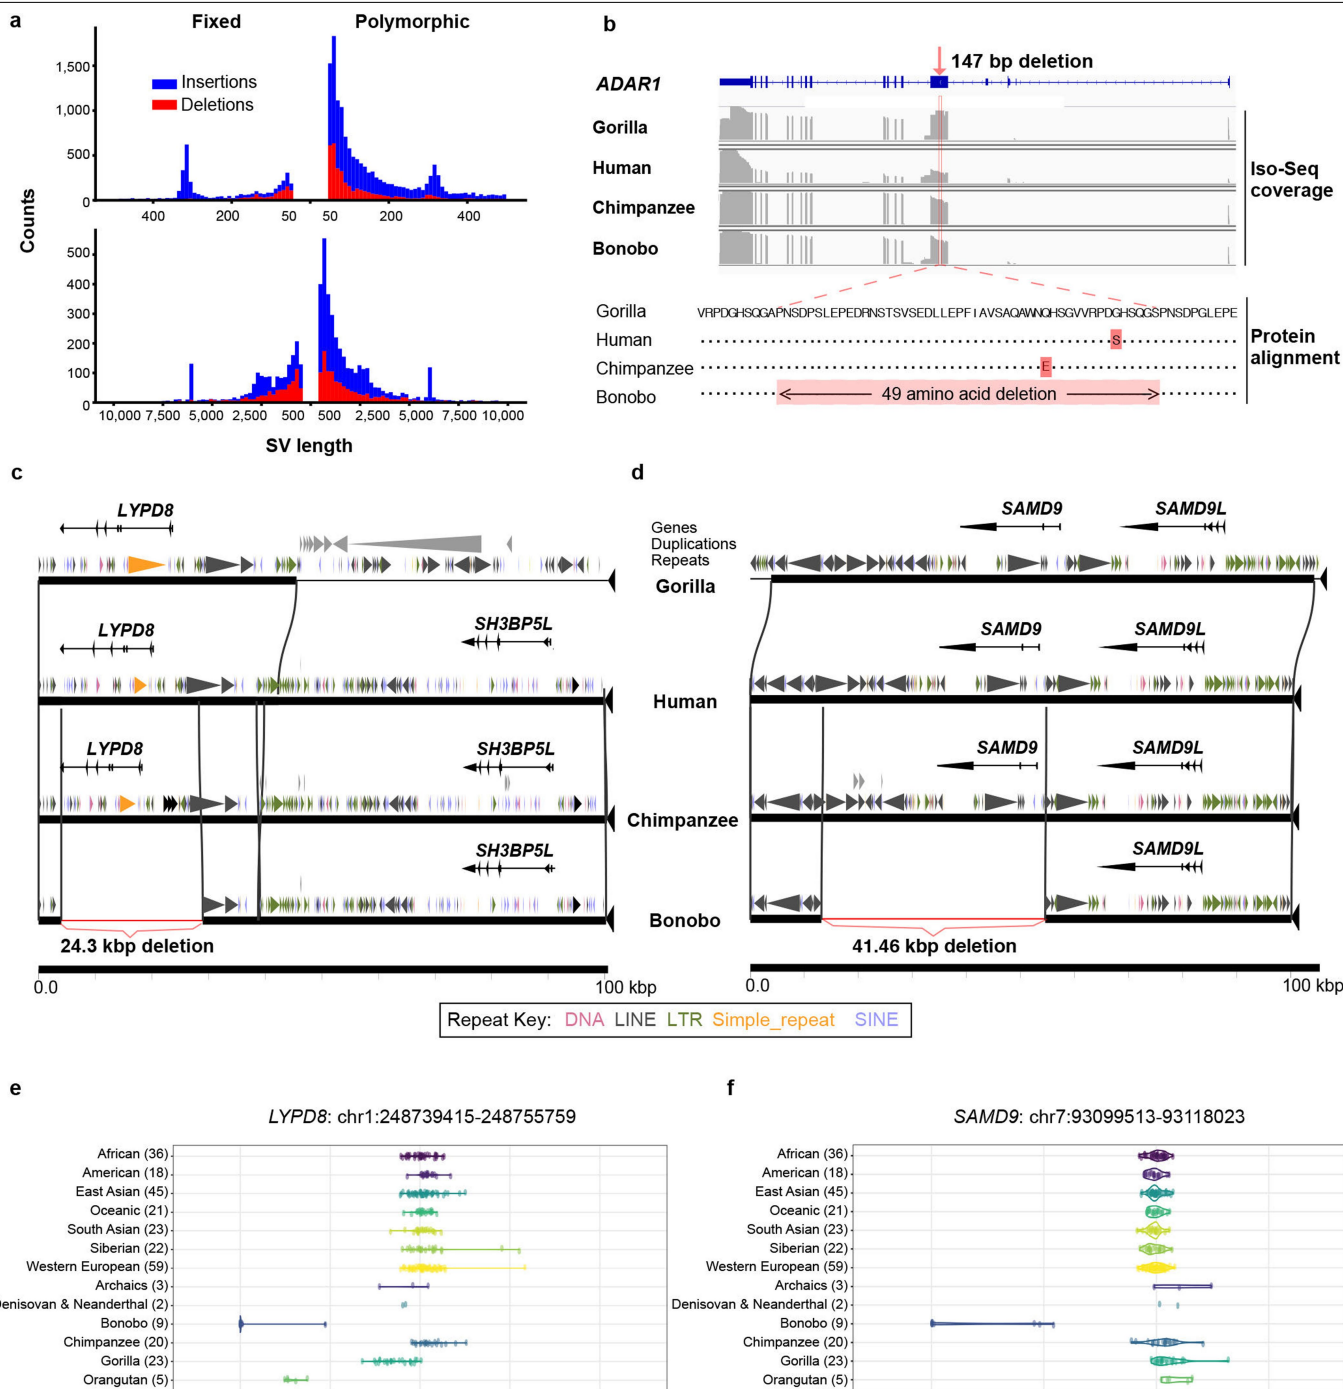 a
Fixed
Polymorphic
Insertions
Deletions
1,500
1,000
500
0
400
200
50
50
200
400
Counts
500
400
300
200
100
0
10,000
7,500
5,000
2,500
500
500
2,500
5,000
7,500
10,000
SV length
b
147 bp deletion
ADAR1
Gorilla
Human
Chimpanzee
Bonobo
Iso-Seq
coverage
Gorilla
Human
S
Chimpanzee
E
Bonobo
49 amino acid deletion
Protein
alignment
c
LYPD8
LYPD8
SH3BP5L
LYPD8
SH3BP5L
SH3BP5L
24.3 kbp deletion
0.0
100 kbp
d
Genes
Duplications
Repeats
Gorilla
Human
Chimpanzee
Bonobo
SAMD9
SAMD9L
SAMD9
SAMD9L
SAMD9
SAMD9L
SAMD9L
41.46 kbp deletion
0.0
100 kbp
Repeat Key: DNA LINE LTR Simple_repeat SINE
e
LYPD8: chr1:248739415-248755759
African (36)
American (18)
East Asian (45)
Oceanic (21)
South Asian (23)
Siberian (22)
Western European (59)
Archaics (3)
Denisovan & Neanderthal (2)
Bonobo (9)
Chimpanzee (20)
Gorilla (23)
Orangutan (5)
f
SAMD9: chr7:93099513-93118023
African (36)
American (18)
East Asian (45)
Oceanic (21)
South Asian (23)
Siberian (22)
Western European (59)
Archaics (3)
Denisovan & Neanderthal (2)
Bonobo (9)
Chimpanzee (20)
Gorilla (23)
Orangutan (5)